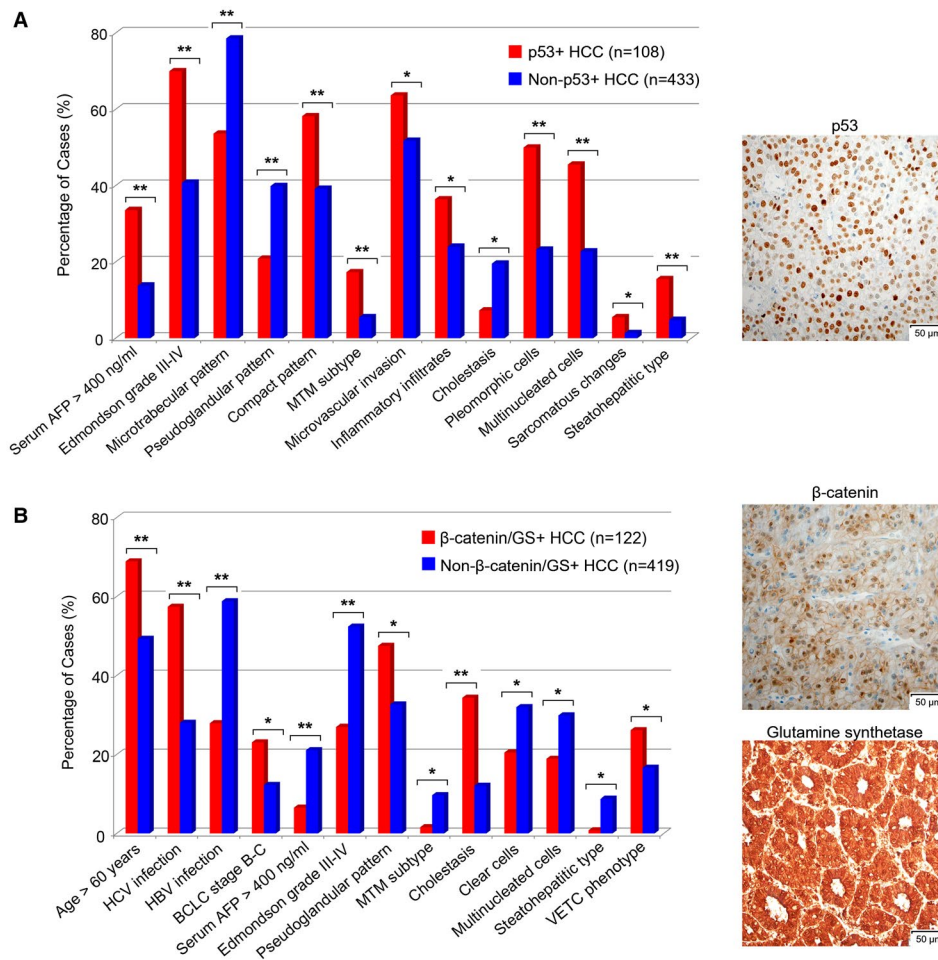 A
Percentage of Cases (%)
80
60
40
20
0
p53+ HCC (n=108)
Non-p53+ HCC (n=433)
** ** ** ** ** ** * * * ** ** * **
Serum AFP > 400 ng/ml
Edmondson grade III-IV
Microtrabecular pattern
Pseudoglandular pattern
Compact pattern
MTM subtype
Microvascular invasion
Inflammatory infiltrates
Cholestasis
Pleomorphic cells
Multinucleated cells
Sarcomatous changes
Steatohepatitic type
p53
50 µm
B
Percentage of Cases (%)
80
60
40
20
0
β-catenin/GS+ HCC (n=122)
Non-β-catenin/GS+ HCC (n=419)
** ** ** * ** ** * * ** * * * *
Age > 60 years
HCV infection
HBV infection
BCLC stage B-C
Serum AFP > 400 ng/ml
Edmondson grade III-IV
Pseudoglandular pattern
MTM subtype
Cholestasis
Clear cells
Multinucleated cells
Steatohepatitic type
VETC phenotype
β-catenin
50 µm
Glutamine synthetase
50 µm